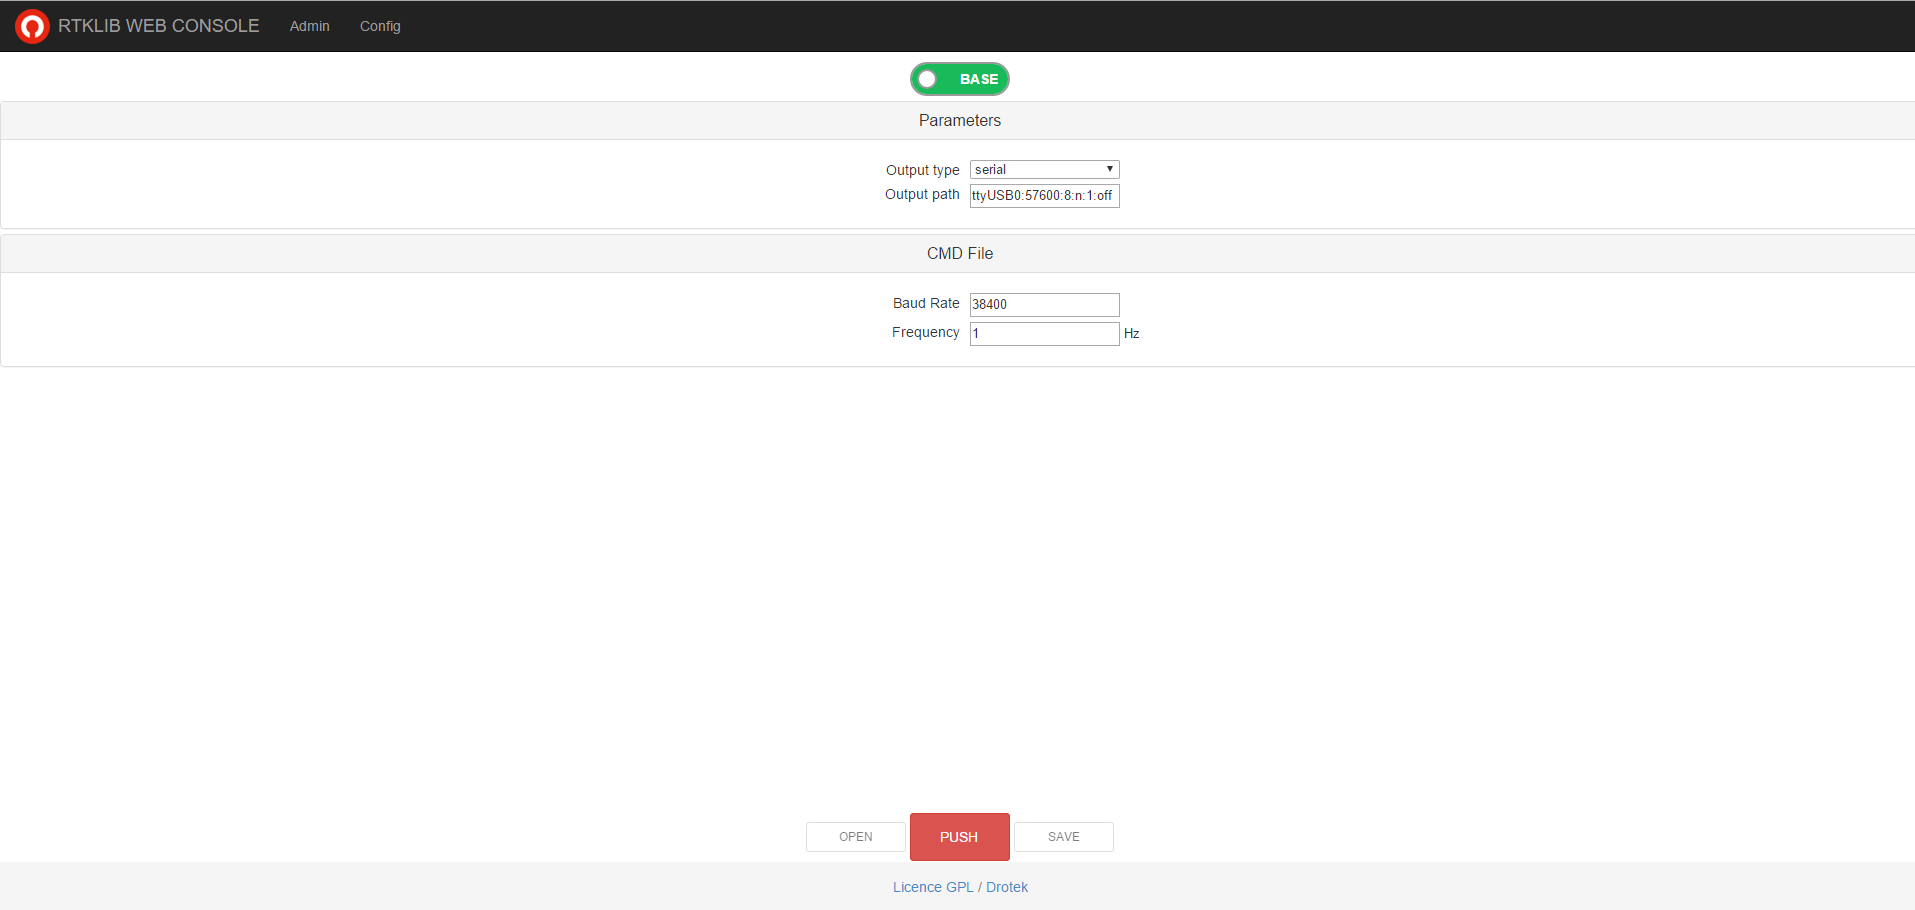 RTKLIB WEB CONSOLE Admin Config
BASE
Parameters
Output type serial
Output path ttyUSB0:57600:8:n:1:off
CMD File
Baud Rate 38400
Frequency 1 Hz
OPEN PUSH SAVE
Licence GPL / Drotek